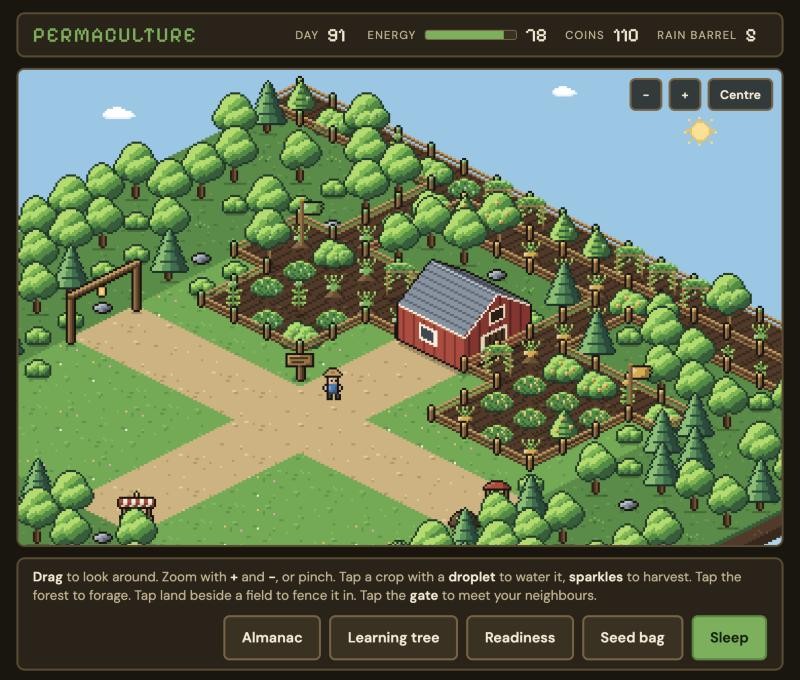 PERMACULTURE
DAY 91 ENERGY 78 COINS 110 RAIN BARREL 8
- + Centre
Drag to look around. Zoom with + and -, or pinch. Tap a crop with a droplet to water it, sparkles to harvest. Tap the
forest to forage. Tap land beside a field to fence it in. Tap the gate to meet your neighbours.
Almanac Learning tree Readiness Seed bag Sleep